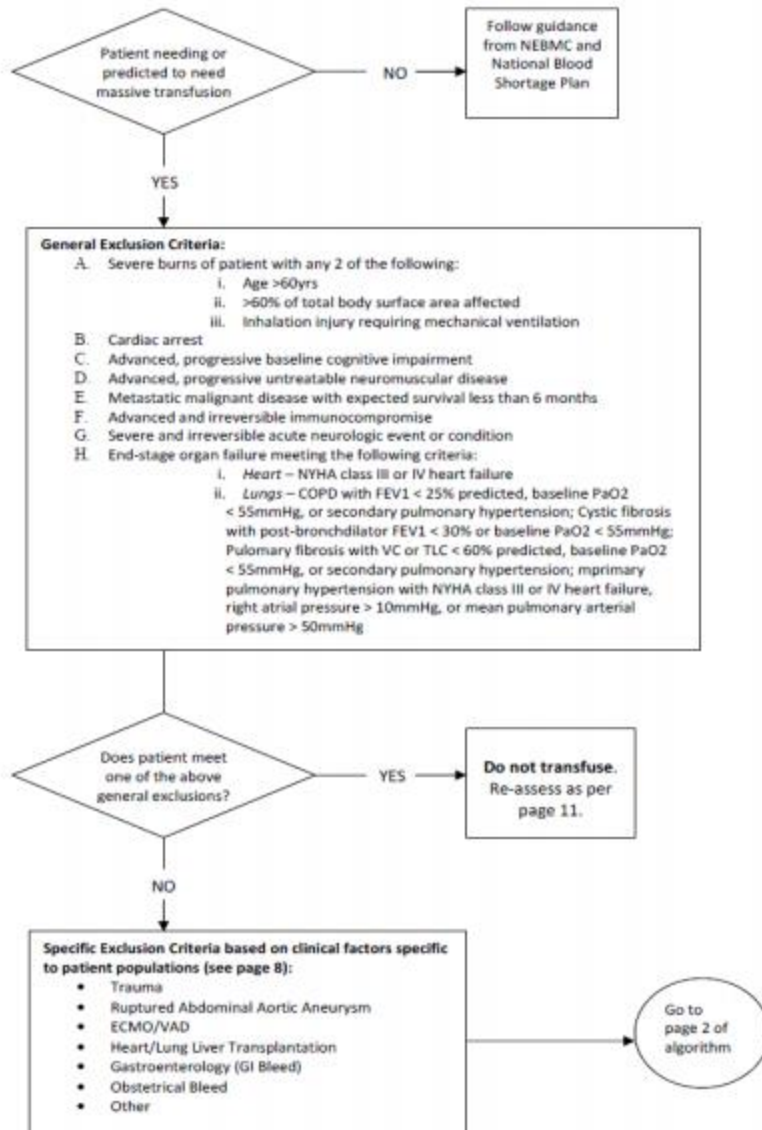 Patient needing or
predicted to need
massive transfusion
NO
Follow guidance
from NEBMC and
National Blood
Shortage Plan
YES
General Exclusion Criteria:
A. Severe burns of patient with any 2 of the following:
i. Age >60yrs
ii. >60% of total body surface area affected
iii. Inhalation injury requiring mechanical ventilation
B. Cardiac arrest
C. Advanced, progressive baseline cognitive impairment
D. Advanced, progressive untreatable neuromuscular disease
E. Metastatic malignant disease with expected survival less than 6 months
F. Advanced and irreversible immunocompromise
G. Severe and irreversible acute neurologic event or condition
H. End-stage organ failure meeting the following criteria:
i. Heart – NYHA class III or IV heart failure
ii. Lungs – COPD with FEV1 < 25% predicted, baseline PaO2
< 55mmHg, or secondary pulmonary hypertension; Cystic fibrosis
with post-bronchdilator FEV1 < 30% or baseline PaO2 < 55mmHg;
Pulomary fibrosis with VC or TLC < 60% predicted, baseline PaO2
< 55mmHg, or secondary pulmonary hypertension; mprimary
pulmonary hypertension with NYHA class III or IV heart failure,
right atrial pressure > 10mmHg, or mean pulmonary arterial
pressure > 50mmHg
Does patient meet
one of the above
general exclusions?
YES
Do not transfuse.
Re-assess as per
page 11.
NO
Specific Exclusion Criteria based on clinical factors specific
to patient populations (see page 8):
• Trauma
• Ruptured Abdominal Aortic Aneurysm
• ECMO/VAD
• Heart/Lung Liver Transplantation
• Gastroenterology (GI Bleed)
• Obstetrical Bleed
• Other
Go to
page 2 of
algorithm